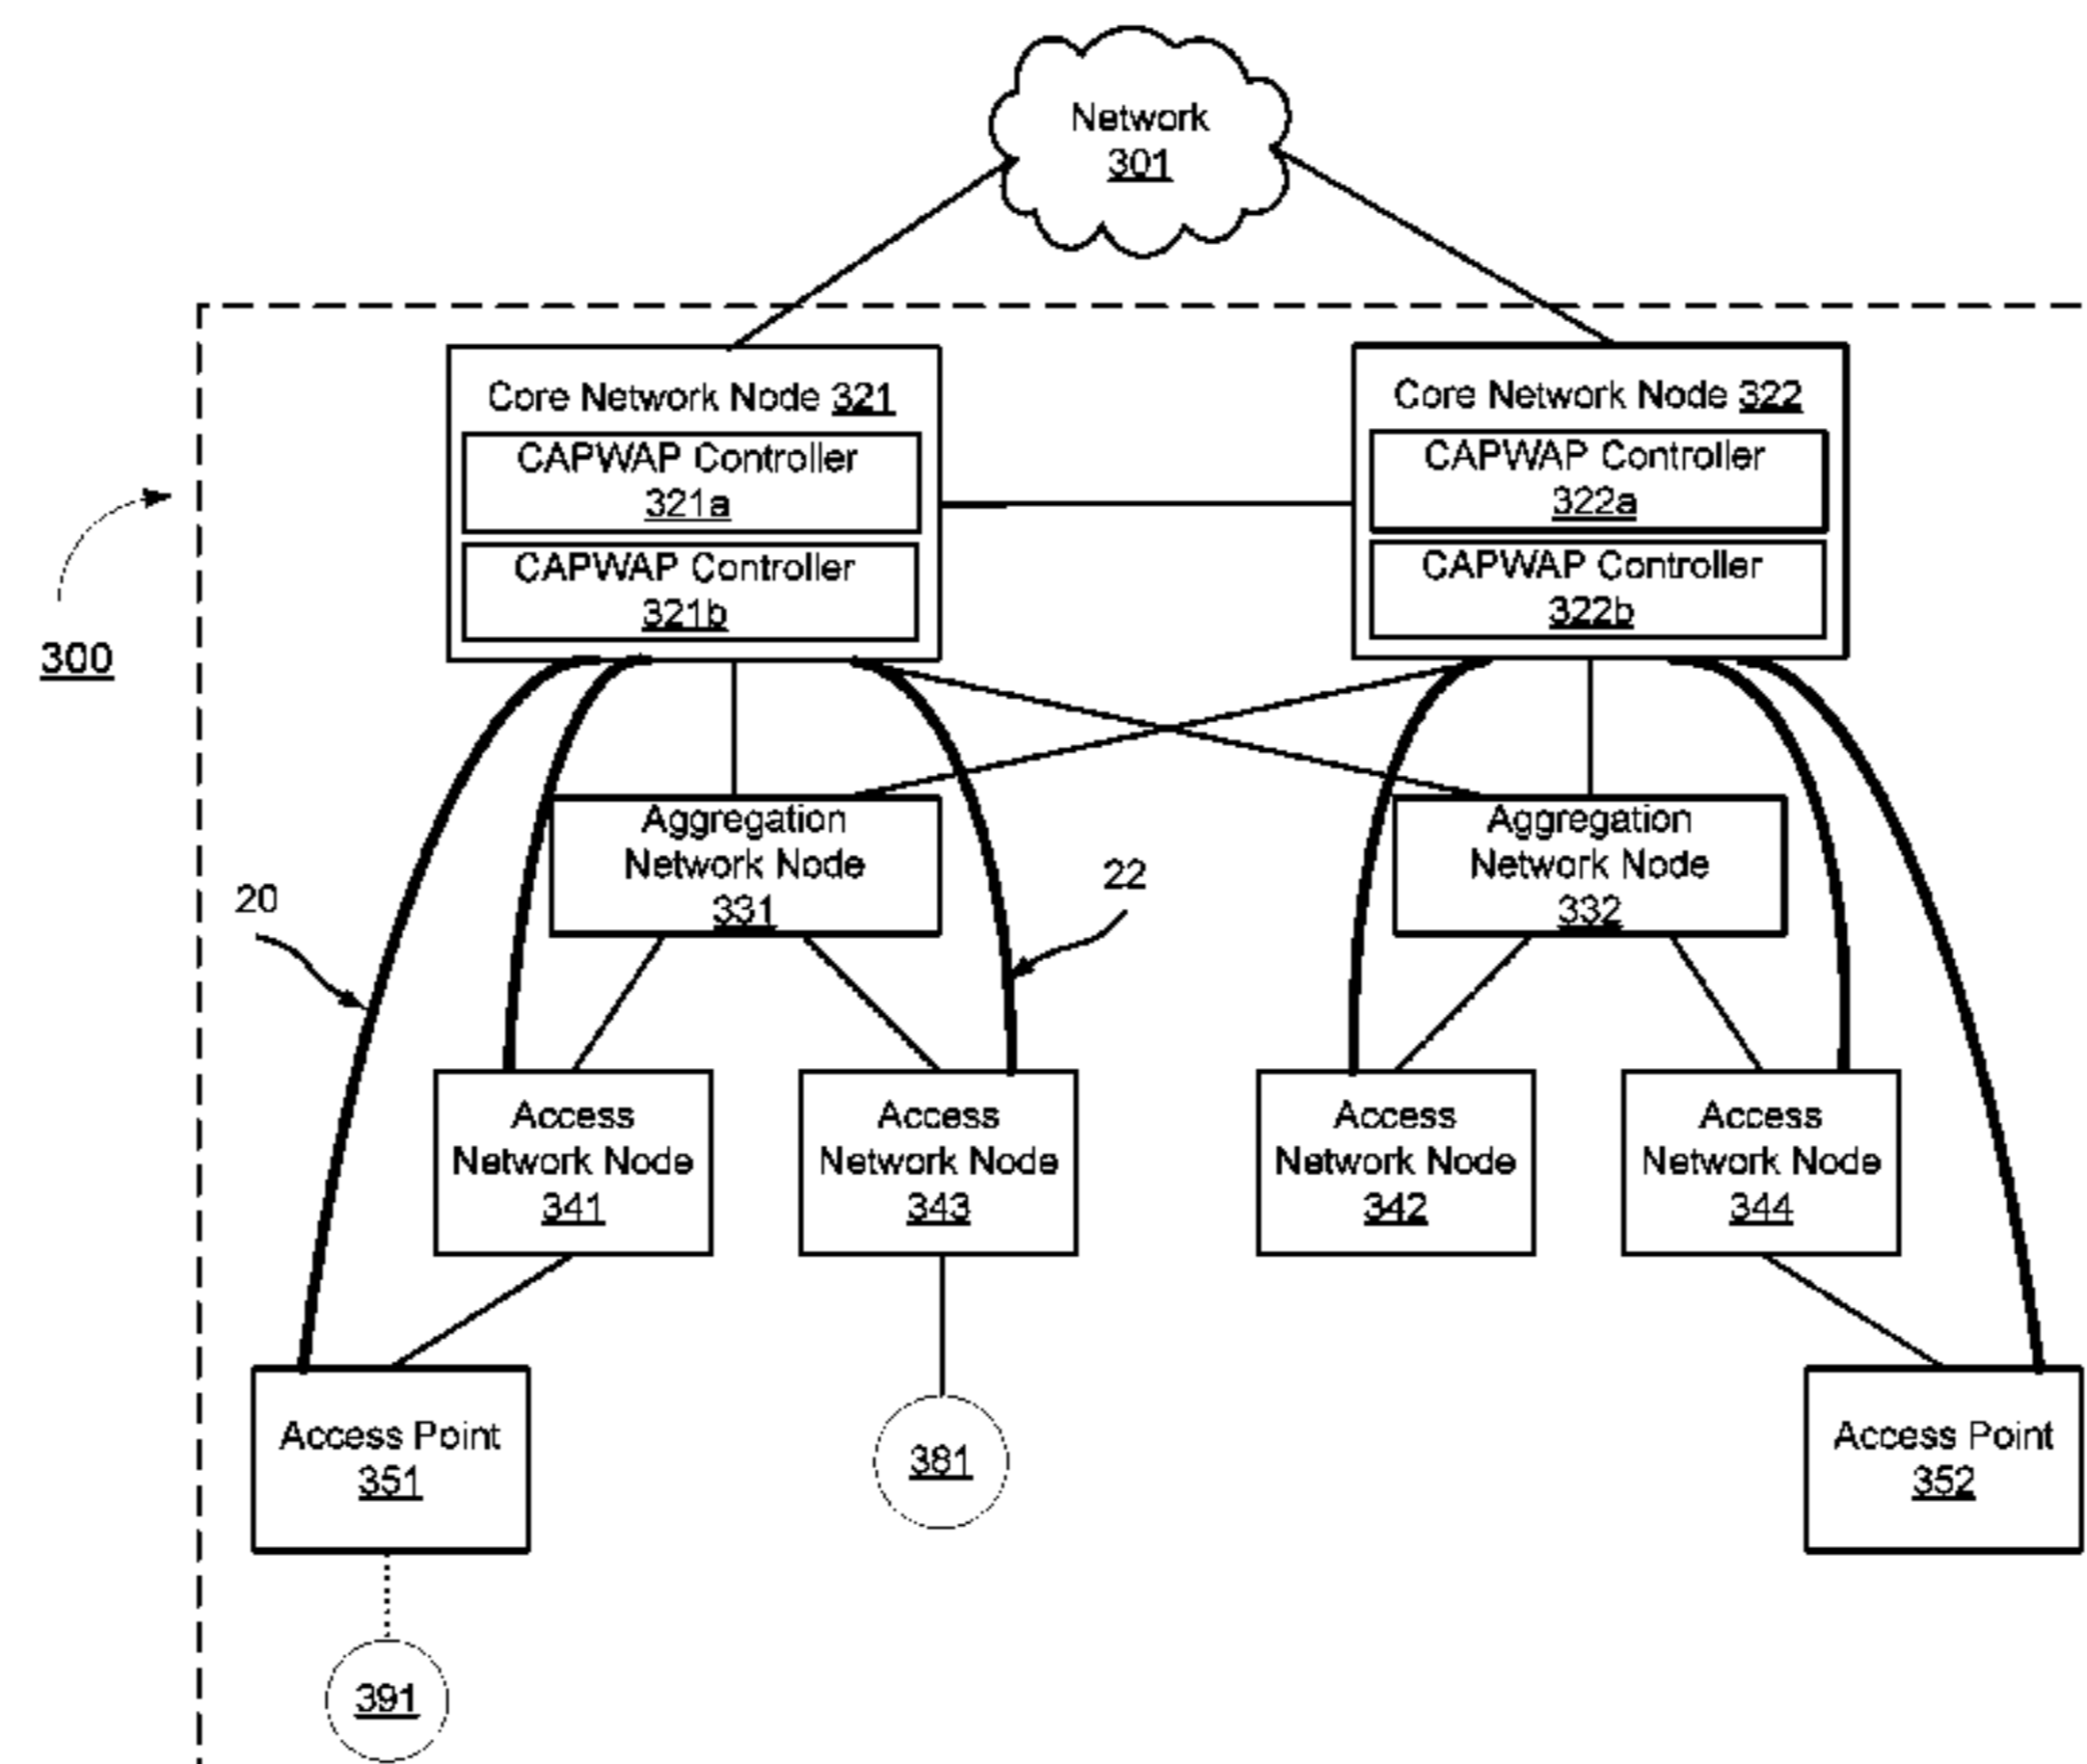 Network
301
Core Network Node 321
CAPWAP Controller
321a
CAPWAP Controller
321b
Core Network Node 322
CAPWAP Controller
322a
CAPWAP Controller
322b
300
Aggregation
Network Node
331
Aggregation
Network Node
332
20
22
Access
Network Node
341
Access
Network Node
343
Access
Network Node
342
Access
Network Node
344
Access Point
351
381
Access Point
352
391